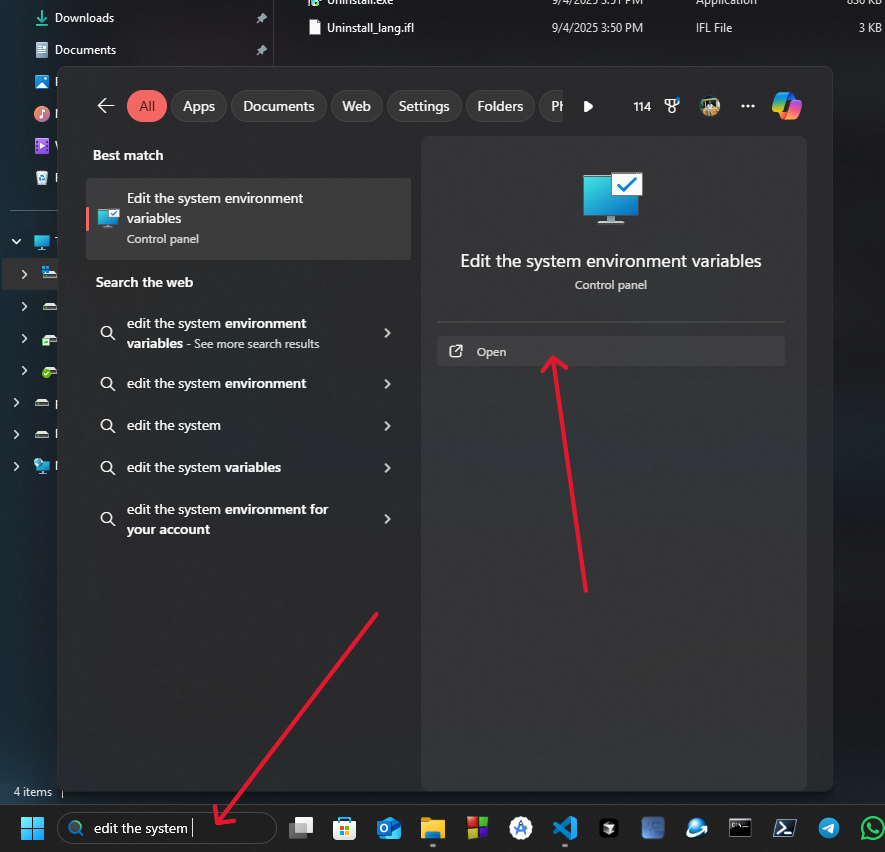 Downloads
Uninstall.exe 9/4/2025 3:51 PM Application 836 KB
Uninstall_lang.ifl 9/4/2025 3:50 PM IFL File 3 KB
Documents
All Apps Documents Web Settings Folders 114
Best match
Edit the system environment
variables
Control panel
Search the web
edit the system environment
variables - See more search results
edit the system environment
edit the system
edit the system variables
edit the system environment for
your account
Edit the system environment variables
Control panel
Open
4 items
edit the system